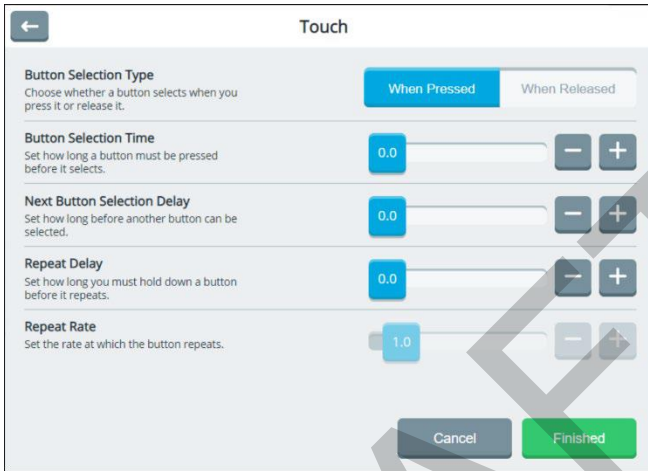 Touch
Button Selection Type
Choose whether a button selects when you
press it or release it.
When Pressed
When Released
Button Selection Time
Set how long a button must be pressed
before it selects.
0.0
Next Button Selection Delay
Set how long before another button can be
selected.
0.0
Repeat Delay
Set how long you must hold down a button
before it repeats.
0.0
Repeat Rate
Set the rate at which the button repeats.
1.0
Cancel
Finished